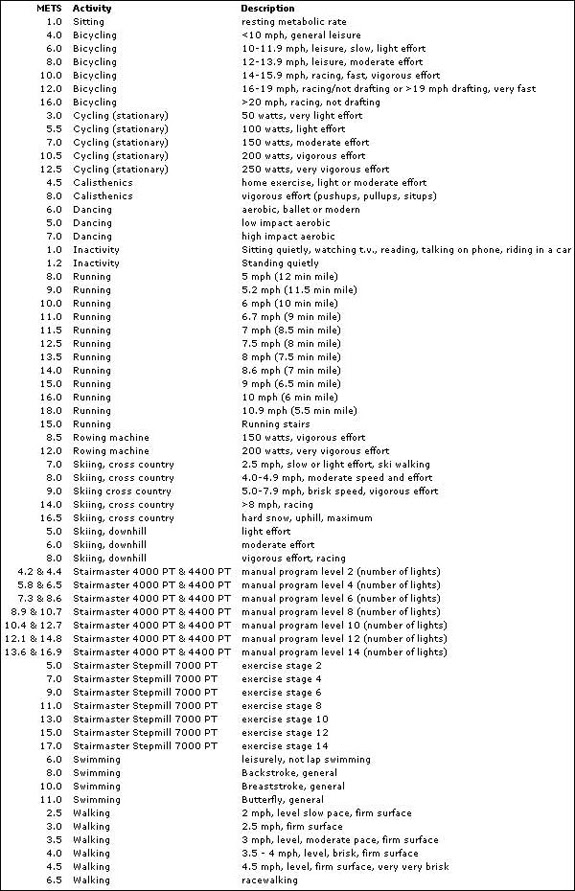 METS Activity Description
1.0 Sitting resting metabolic rate
4.0 Bicycling <10 mph, general leisure
6.0 Bicycling 10-11.9 mph, leisure, slow, light effort
8.0 Bicycling 12-13.9 mph, leisure, moderate effort
10.0 Bicycling 14-15.9 mph, racing, fast, vigorous effort
12.0 Bicycling 16-19 mph, racing/not drafting or >19 mph drafting, very fast
16.0 Bicycling >20 mph, racing, not drafting
3.0 Cycling (stationary) 50 watts, very light effort
5.5 Cycling (stationary) 100 watts, light effort
7.0 Cycling (stationary) 150 watts, moderate effort
10.5 Cycling (stationary) 200 watts, vigorous effort
12.5 Cycling (stationary) 250 watts, very vigorous effort
4.5 Calisthenics home exercise, light or moderate effort
8.0 Calisthenics vigorous effort (pushups, pullups, situps)
6.0 Dancing aerobic, ballet or modern
5.0 Dancing low impact aerobic
7.0 Dancing high impact aerobic
1.0 Inactivity Sitting quietly, watching t.v., reading, talking on phone, riding in a car
1.2 Inactivity Standing quietly
8.0 Running 5 mph (12 min mile)
9.0 Running 5.2 mph (11.5 min mile)
10.0 Running 6 mph (10 min mile)
11.0 Running 6.7 mph (9 min mile)
11.5 Running 7 mph (8.5 min mile)
12.5 Running 7.5 mph (8 min mile)
13.5 Running 8 mph (7.5 min mile)
14.0 Running 8.6 mph (7 min mile)
15.0 Running 9 mph (6.5 min mile)
16.0 Running 10 mph (6 min mile)
18.0 Running 10.9 mph (5.5 min mile)
15.0 Running Running stairs
8.5 Rowing machine 150 watts, vigorous effort
12.0 Rowing machine 200 watts, very vigorous effort
7.0 Skiing, cross country 2.5 mph, slow or light effort, ski walking
8.0 Skiing, cross country 4.0-4.9 mph, moderate speed and effort
9.0 Skiing cross country 5.0-7.9 mph, brisk speed, vigorous effort
14.0 Skiing, cross country >8 mph, racing
16.5 Skiing, cross country hard snow, uphill, maximum
5.0 Skiing, downhill light effort
6.0 Skiing, downhill moderate effort
8.0 Skiing, downhill vigorous effort, racing
4.2 & 4.4 Stairmaster 4000 PT & 4400 PT manual program level 2 (number of lights)
5.8 & 6.5 Stairmaster 4000 PT & 4400 PT manual program level 4 (number of lights)
7.3 & 8.6 Stairmaster 4000 PT & 4400 PT manual program level 6 (number of lights)
8.9 & 10.7 Stairmaster 4000 PT & 4400 PT manual program level 8 (number of lights)
10.4 & 12.7 Stairmaster 4000 PT & 4400 PT manual program level 10 (number of lights)
12.1 & 14.8 Stairmaster 4000 PT & 4400 PT manual program level 12 (number of lights)
13.6 & 16.9 Stairmaster 4000 PT & 4400 PT manual program level 14 (number of lights)
5.0 Stairmaster Stepmill 7000 PT exercise stage 2
7.0 Stairmaster Stepmill 7000 PT exercise stage 4
9.0 Stairmaster Stepmill 7000 PT exercise stage 6
11.0 Stairmaster Stepmill 7000 PT exercise stage 8
13.0 Stairmaster Stepmill 7000 PT exercise stage 10
15.0 Stairmaster Stepmill 7000 PT exercise stage 12
17.0 Stairmaster Stepmill 7000 PT exercise stage 14
6.0 Swimming leisurely, not lap swimming
8.0 Swimming Backstroke, general
10.0 Swimming Breaststroke, general
11.0 Swimming Butterfly, general
2.5 Walking 2 mph, level slow pace, firm surface
3.0 Walking 2.5 mph, firm surface
3.5 Walking 3 mph, level, moderate pace, firm surface
4.0 Walking 3.5 - 4 mph, level, brisk, firm surface
4.5 Walking 4.5 mph, level, firm surface, very very brisk
6.5 Walking racewalking